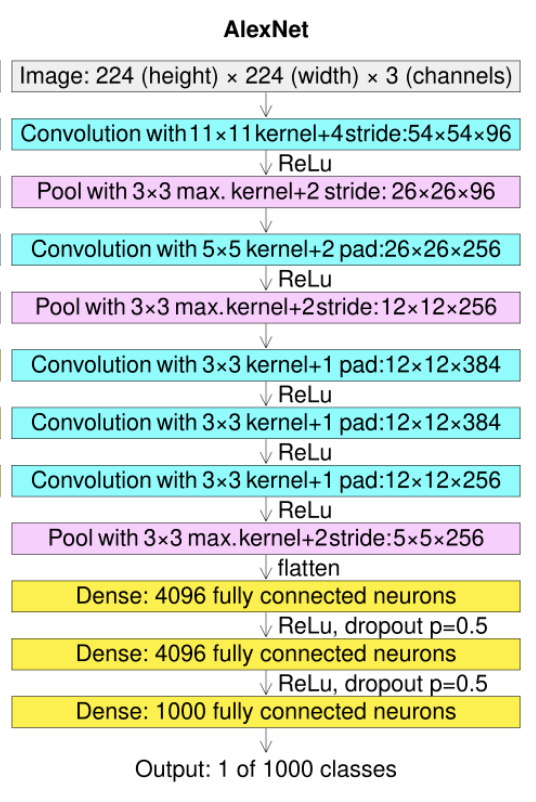 AlexNet
Image: 224 (height) × 224 (width) × 3 (channels)
Convolution with 11×11 kernel+4 stride:54×54×96
ReLu
Pool with 3×3 max. kernel+2 stride: 26×26×96
Convolution with 5×5 kernel+2 pad:26×26×256
ReLu
Pool with 3×3 max.kernel+2stride:12×12×256
Convolution with 3×3 kernel+1 pad:12×12×384
ReLu
Convolution with 3×3 kernel+1 pad:12×12×384
ReLu
Convolution with 3×3 kernel+1 pad:12×12×256
ReLu
Pool with 3×3 max.kernel+2stride:5×5×256
flatten
Dense: 4096 fully connected neurons
ReLu, dropout p=0.5
Dense: 4096 fully connected neurons
ReLu, dropout p=0.5
Dense: 1000 fully connected neurons
Output: 1 of 1000 classes